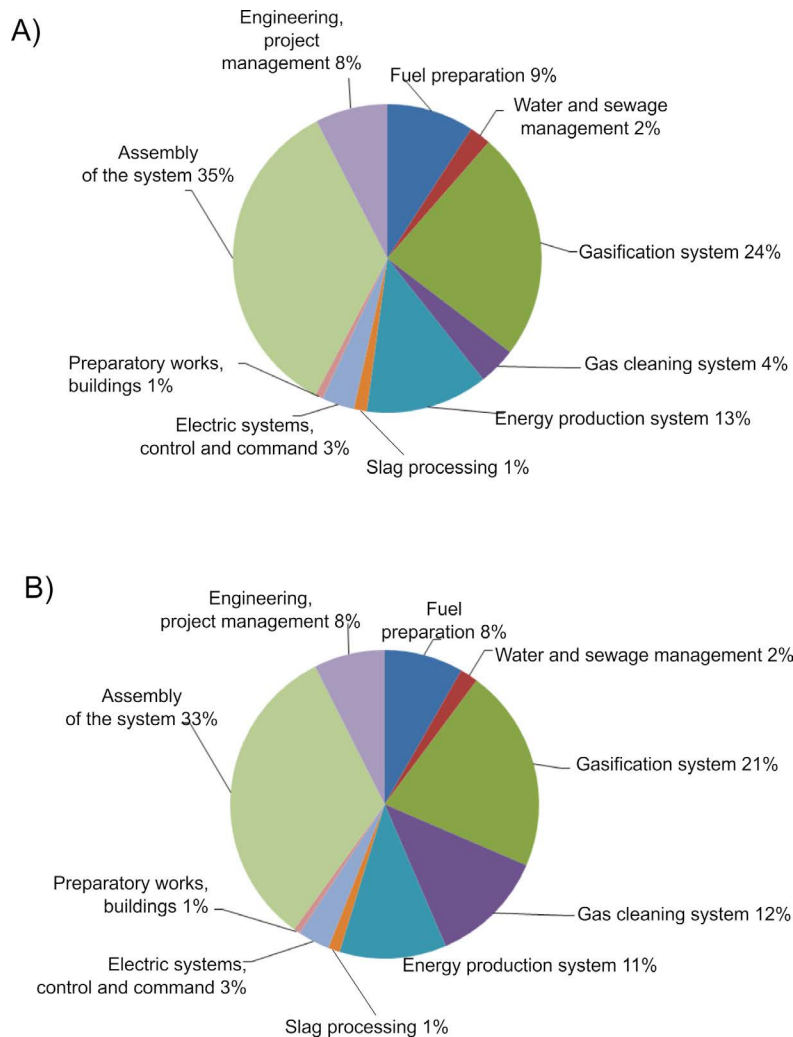 A)
Engineering,
project
management 8%
Fuel preparation 9%
Water and sewage
management 2%
Assembly
of the system 35%
Gasification system 24%
Preparatory works,
buildings 1%
Gas cleaning system 4%
Electric systems,
control and command 3%
Energy production system 13%
Slag processing 1%
B)
Engineering,
project management 8%
Fuel
preparation 8%
Water and sewage management 2%
Assembly
of the system 33%
Gasification system 21%
Preparatory works,
buildings 1%
Gas cleaning system 12%
Electric systems,
control and command 3%
Energy production system 11%
Slag processing 1%